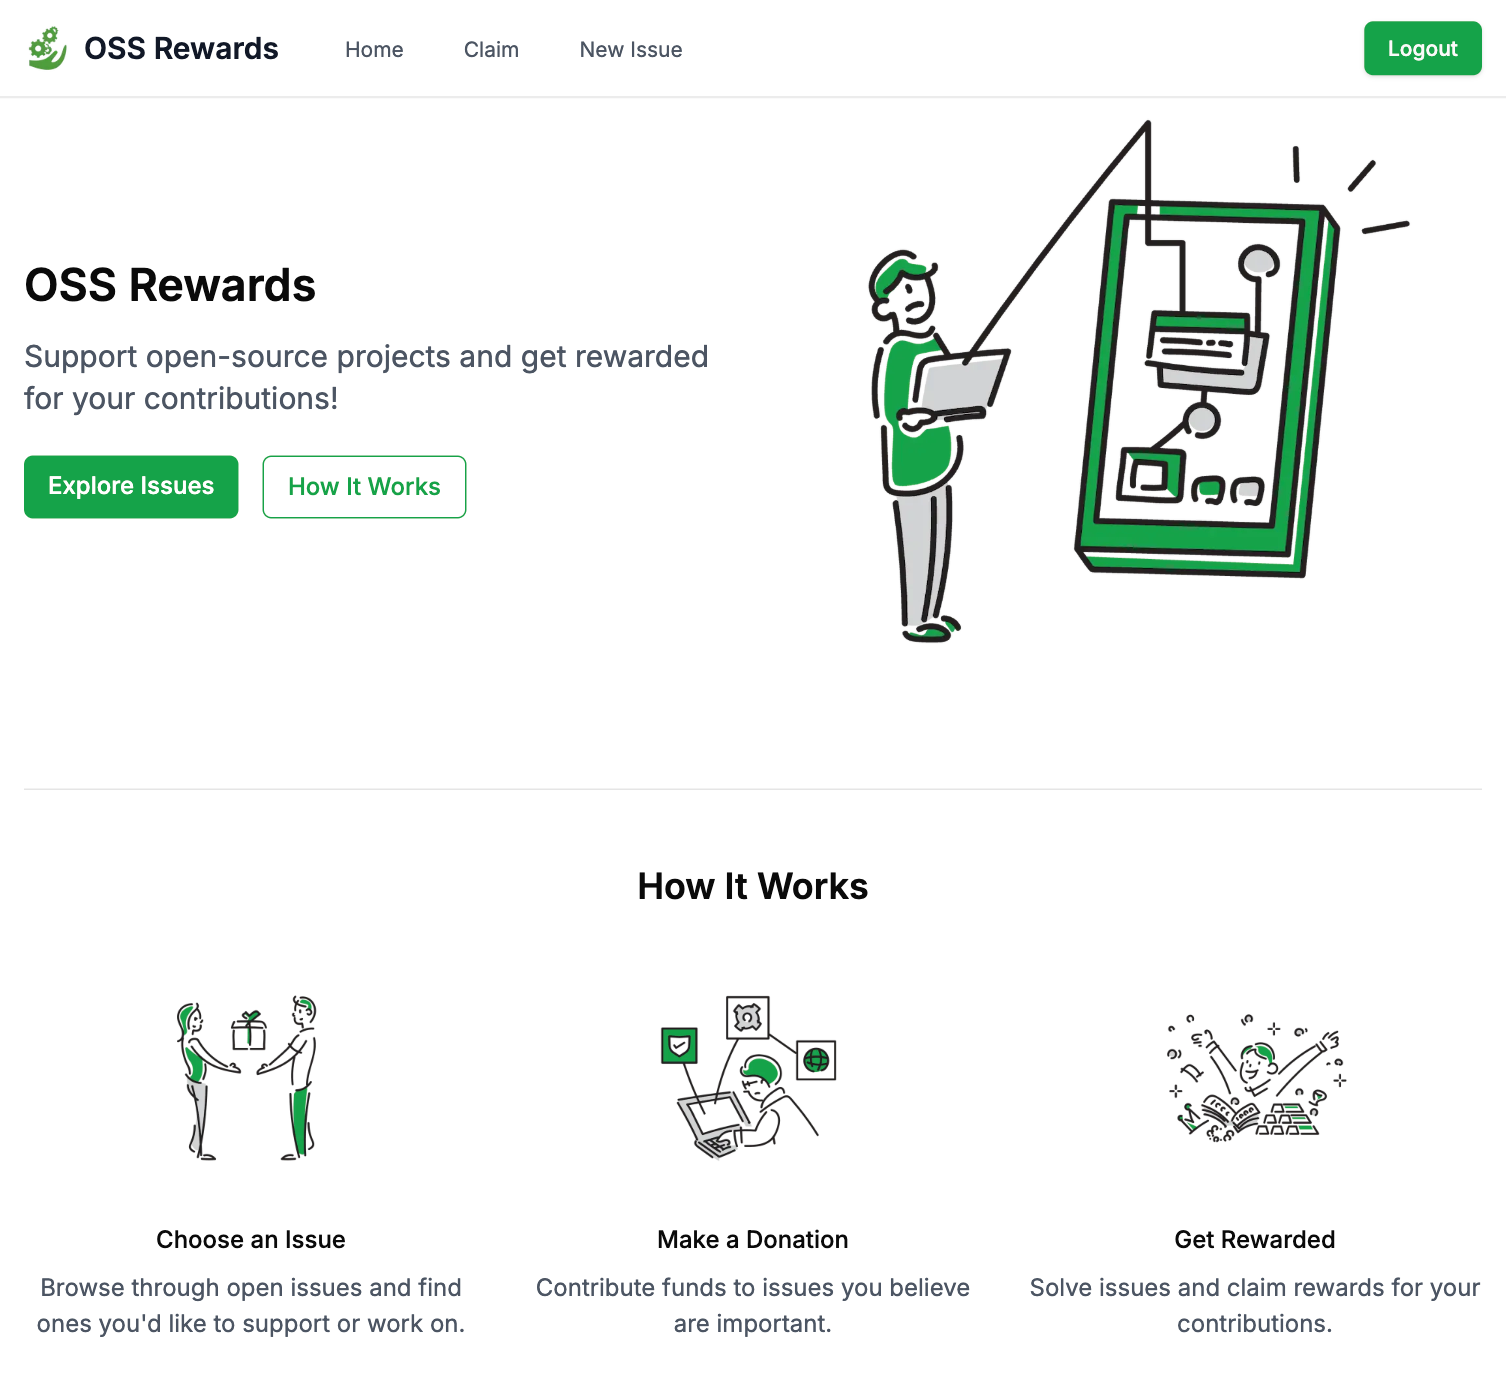 OSS Rewards
Home
Claim
New Issue
Logout
OSS Rewards
Support open-source projects and get rewarded
for your contributions!
Explore Issues
How It Works
How It Works
Choose an Issue
Browse through open issues and find
ones you'd like to support or work on.
Make a Donation
Contribute funds to issues you believe
are important.
Get Rewarded
Solve issues and claim rewards for your
contributions.